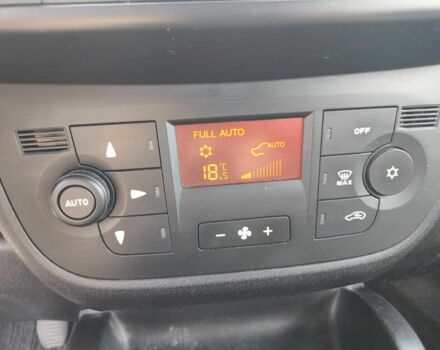 FULL AUTO
AUTO
18.5 °C
OFF
AUTO
MAX
− +